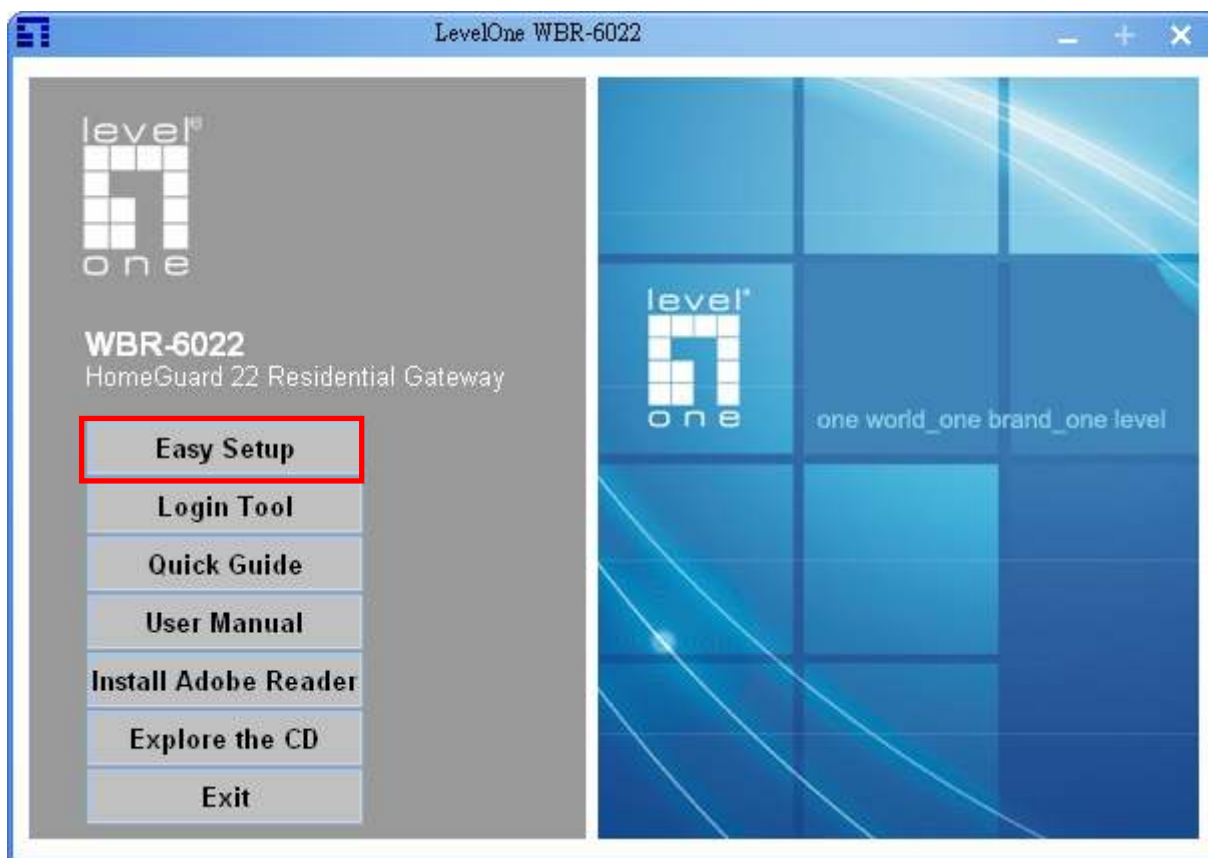 LevelOne WBR-6022
level®
one
WBR-6022
HomeGuard 22 Residential Gateway
Easy Setup
Login Tool
Quick Guide
User Manual
Install Adobe Reader
Explore the CD
Exit
level®
one
one world_one brand_one level